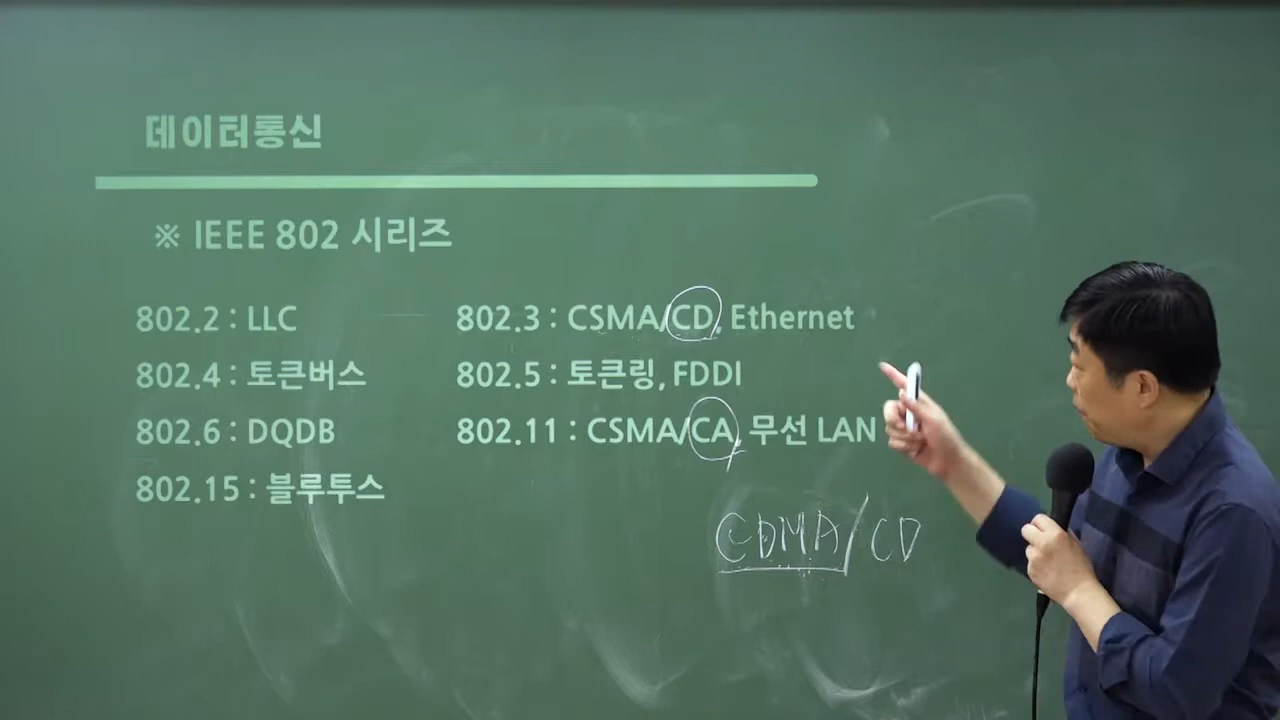 데이터통신
※ IEEE 802 시리즈
802.2 : LLC
802.3 : CSMA/CD, Ethernet
802.4 : 토큰버스
802.5 : 토큰링, FDDI
802.6 : DQDB
802.11 : CSMA/CA, 무선 LAN
802.15 : 블루투스
CDMA/CD